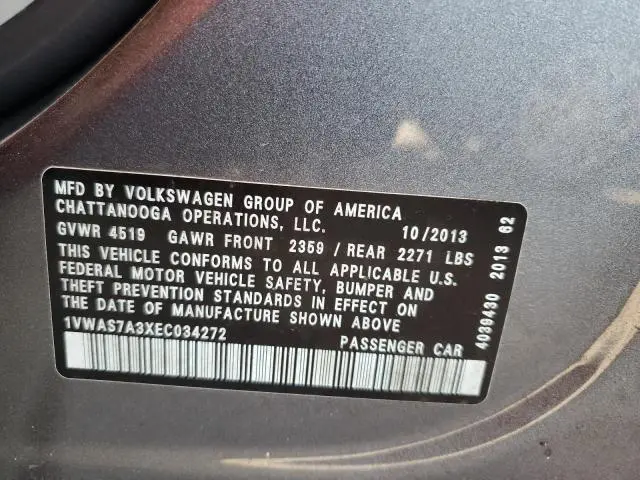 MFD BY VOLKSWAGEN GROUP OF AMERICA
CHATTANOOGA OPERATIONS, LLC. 10/2013
GVWR 4519 GAWR FRONT 2359 / REAR 2271 LBS
THIS VEHICLE CONFORMS TO ALL APPLICABLE U.S.
FEDERAL MOTOR VEHICLE SAFETY, BUMPER AND
THEFT PREVENTION STANDARDS IN EFFECT ON
THE DATE OF MANUFACTURE SHOWN ABOVE
1VWAS7A3XEC034272 PASSENGER CAR
4039430 2013 62